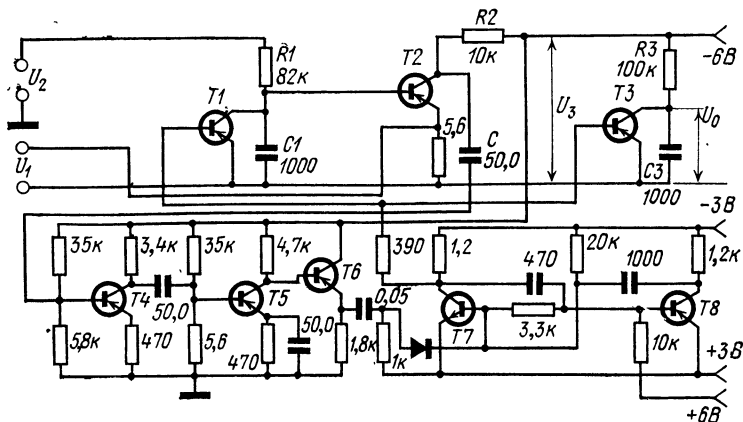 R2
10к
-6В
R1
82к
U2
T1
T2
R3
100к
T3
U3
U0
5,6
C
50,0
C1
1000
C3
1000
U1
-3В
35к
3,4к
35к
4,7к
T6
390
1,2
470
20к
1000
1,2к
T4
50,0
T5
0,05
T7
3,3к
T8
5,8к
470
5,6
470
50,0
1,8к
1к
10к
+3В
+6В